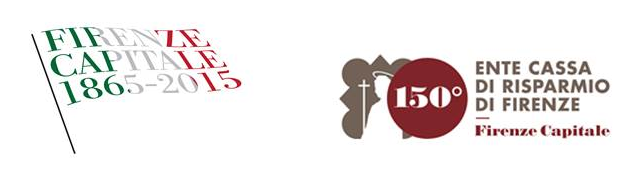 FIRENZE
CAPITALE
1865-2015
150°
ENTE CASSA
DI RISPARMIO
DI FIRENZE
Firenze Capitale